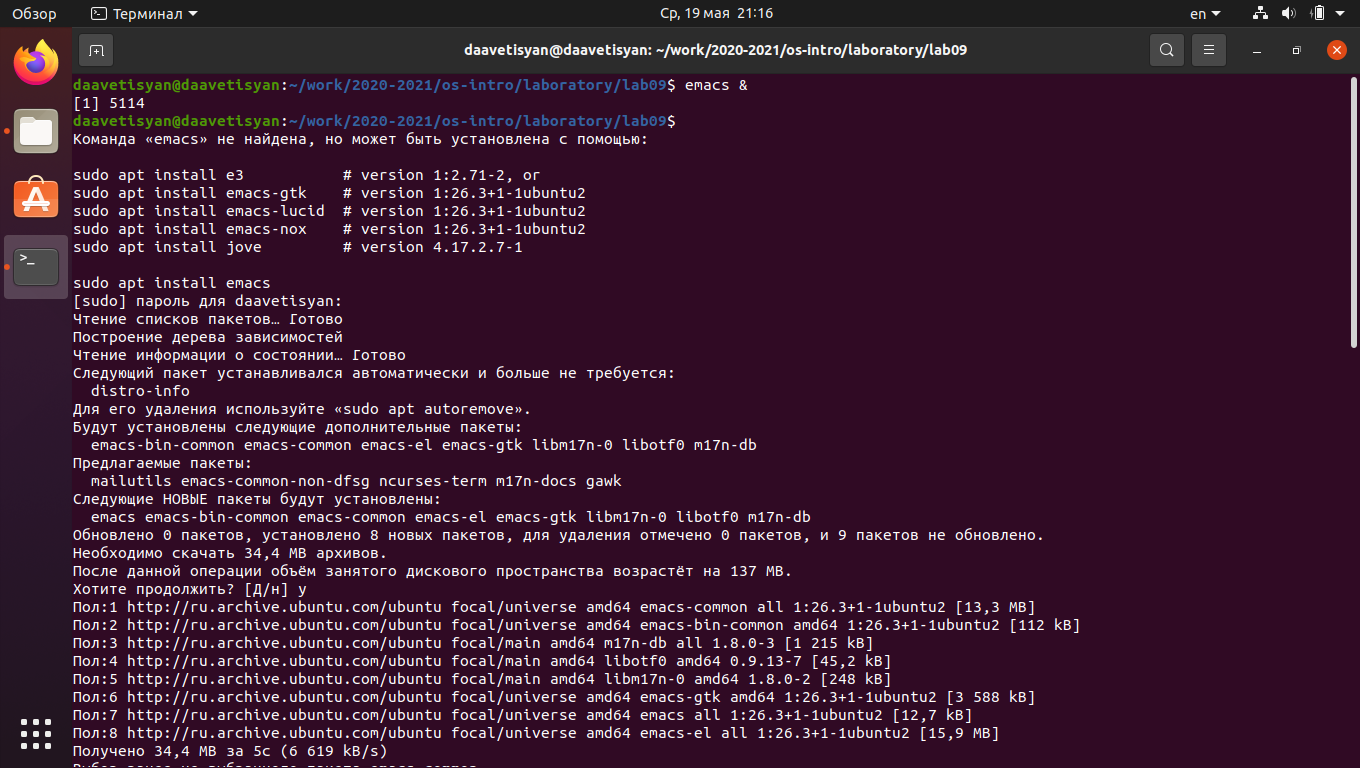 Обзор
Терминал
Ср, 19 мая 21:16
en
daavetisyan@daavetisyan: ~/work/2020-2021/os-intro/laboratory/lab09
daavetisyan@daavetisyan:~/work/2020-2021/os-intro/laboratory/lab09$ emacs &
[1] 5114
daavetisyan@daavetisyan:~/work/2020-2021/os-intro/laboratory/lab09$
Команда «emacs» не найдена, но может быть установлена с помощью:
sudo apt install e3           # version 1:2.71-2, or
sudo apt install emacs-gtk    # version 1:26.3+1-1ubuntu2
sudo apt install emacs-lucid  # version 1:26.3+1-1ubuntu2
sudo apt install emacs-nox    # version 1:26.3+1-1ubuntu2
sudo apt install jove         # version 4.17.2.7-1
sudo apt install emacs
[sudo] пароль для daavetisyan:
Чтение списков пакетов… Готово
Построение дерева зависимостей
Чтение информации о состоянии… Готово
Следующий пакет устанавливался автоматически и больше не требуется:
  distro-info
Для его удаления используйте «sudo apt autoremove».
Будут установлены следующие дополнительные пакеты:
  emacs-bin-common emacs-common emacs-el emacs-gtk libm17n-0 libotf0 m17n-db
Предлагаемые пакеты:
  mailutils emacs-common-non-dfsg ncurses-term m17n-docs gawk
Следующие НОВЫЕ пакеты будут установлены:
  emacs emacs-bin-common emacs-common emacs-el emacs-gtk libm17n-0 libotf0 m17n-db
Обновлено 0 пакетов, установлено 8 новых пакетов, для удаления отмечено 0 пакетов, и 9 пакетов не обновлено.
Необходимо скачать 34,4 MB архивов.
После данной операции объём занятого дискового пространства возрастёт на 137 MB.
Хотите продолжить? [Д/н] y
Пол:1 http://ru.archive.ubuntu.com/ubuntu focal/universe amd64 emacs-common all 1:26.3+1-1ubuntu2 [13,3 MB]
Пол:2 http://ru.archive.ubuntu.com/ubuntu focal/universe amd64 emacs-bin-common amd64 1:26.3+1-1ubuntu2 [112 kB]
Пол:3 http://ru.archive.ubuntu.com/ubuntu focal/main amd64 m17n-db all 1.8.0-3 [1 215 kB]
Пол:4 http://ru.archive.ubuntu.com/ubuntu focal/main amd64 libotf0 amd64 0.9.13-7 [45,2 kB]
Пол:5 http://ru.archive.ubuntu.com/ubuntu focal/main amd64 libm17n-0 amd64 1.8.0-2 [248 kB]
Пол:6 http://ru.archive.ubuntu.com/ubuntu focal/universe amd64 emacs-gtk amd64 1:26.3+1-1ubuntu2 [3 588 kB]
Пол:7 http://ru.archive.ubuntu.com/ubuntu focal/universe amd64 emacs all 1:26.3+1-1ubuntu2 [12,7 kB]
Пол:8 http://ru.archive.ubuntu.com/ubuntu focal/universe amd64 emacs-el all 1:26.3+1-1ubuntu2 [15,9 MB]
Получено 34,4 MB за 5с (6 619 kB/s)